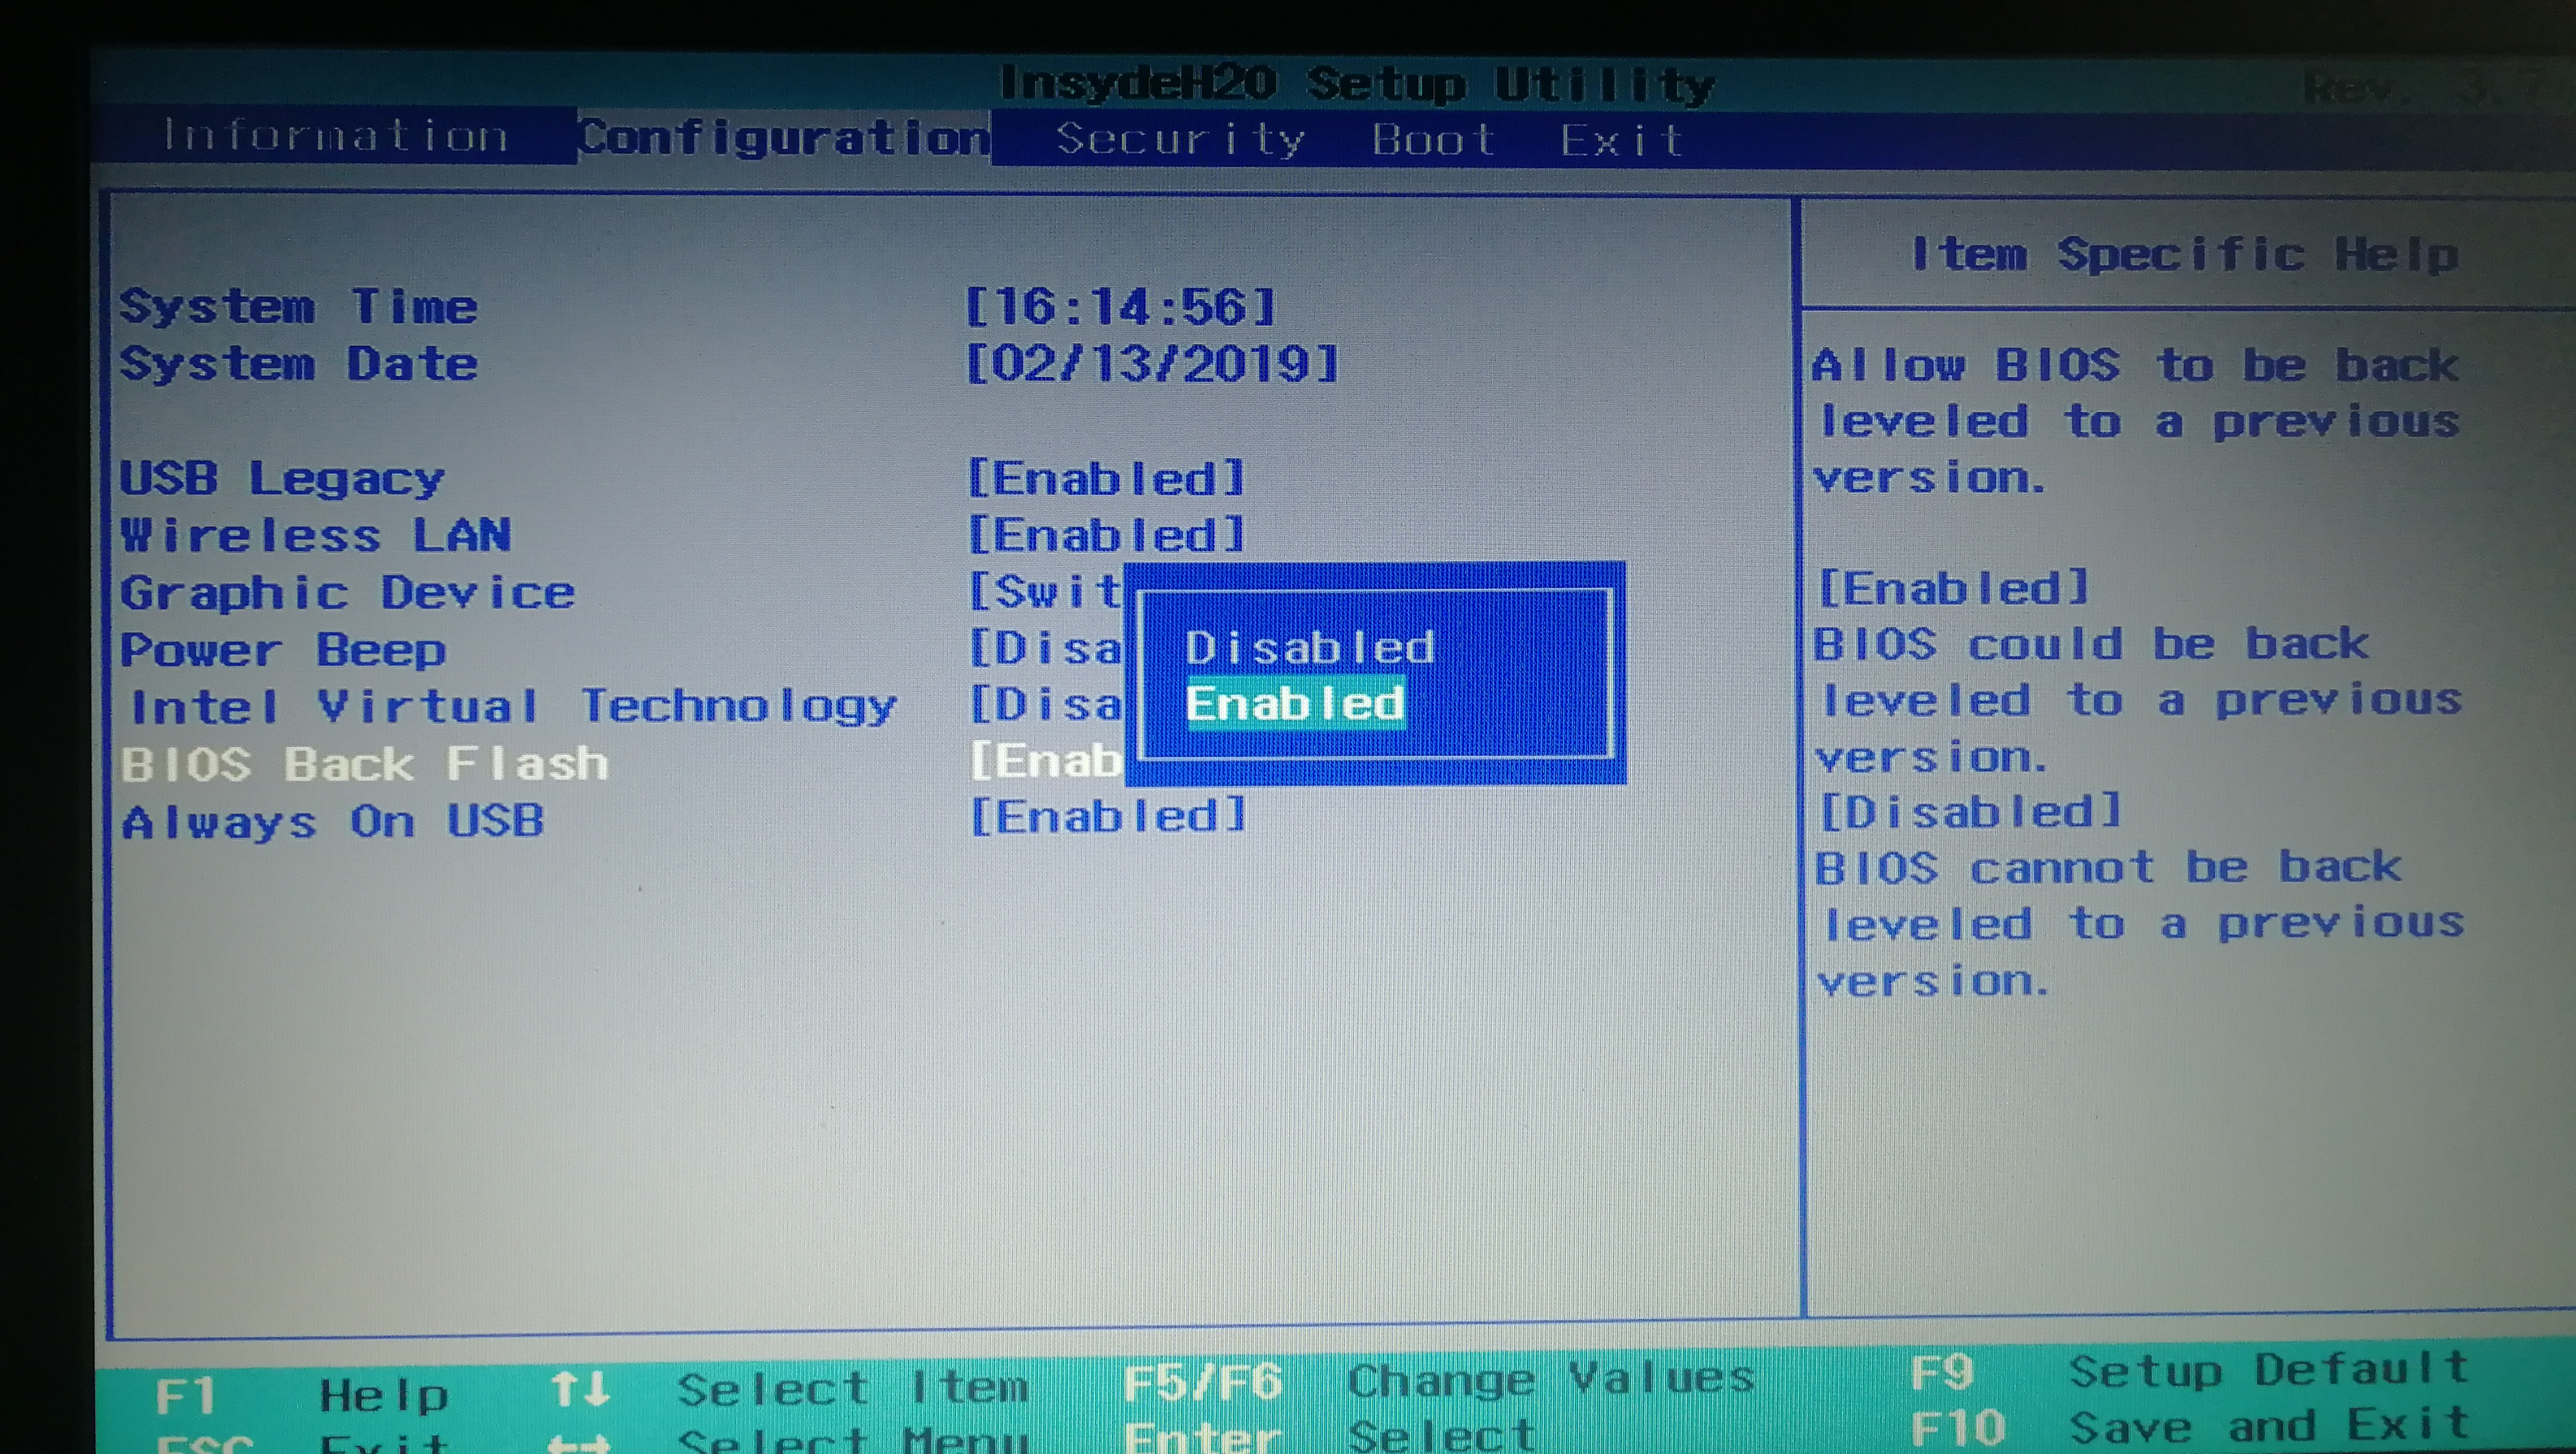 InsydeH20 Setup Utility Rev. 3.7
Information Configuration Security Boot Exit
Item Specific Help
System Time [16:14:56]
System Date [02/13/2019]
USB Legacy [Enabled]
Wireless LAN [Enabled]
Graphic Device [Swit
Power Beep [Disa
Intel Virtual Technology [Disa
BIOS Back Flash [Enab
Always On USB [Enabled]
Disabled
Enabled
Allow BIOS to be back
leveled to a previous
version.
[Enabled]
BIOS could be back
leveled to a previous
version.
[Disabled]
BIOS cannot be back
leveled to a previous
version.
F1 Help ↑↓ Select Item F5/F6 Change Values F9 Setup Default
ESC Exit ←→ Select Menu Enter Select F10 Save and Exit